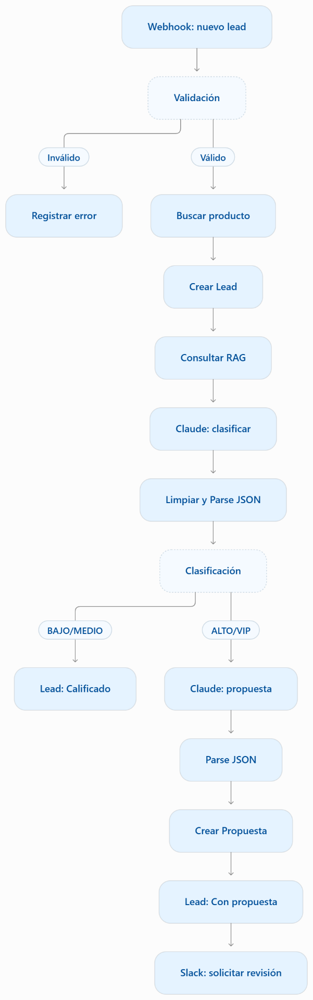 Webhook: nuevo lead
Validación
Inválido
Válido
Registrar error
Buscar producto
Crear Lead
Consultar RAG
Claude: clasificar
Limpiar y Parse JSON
Clasificación
BAJO/MEDIO
ALTO/VIP
Lead: Calificado
Claude: propuesta
Parse JSON
Crear Propuesta
Lead: Con propuesta
Slack: solicitar revisión